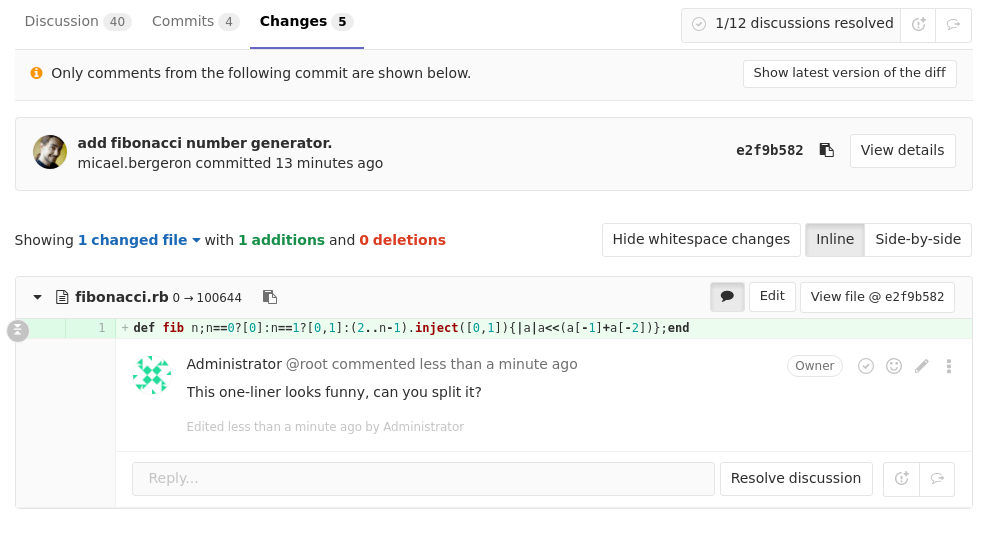 Discussion 40 Commits 4 Changes 5 1/12 discussions resolved
Only comments from the following commit are shown below. Show latest version of the diff
add fibonacci number generator.
micael.bergeron committed 13 minutes ago
e2f9b582 View details
Showing 1 changed file with 1 additions and 0 deletions Hide whitespace changes Inline Side-by-side
fibonacci.rb 0 → 100644 Edit View file @ e2f9b582
1 + def fib n;n==0?[0]:n==1?[0,1]:(2..n-1).inject([0,1]){|a|a<<(a[-1]+a[-2])};end
Administrator @root commented less than a minute ago Owner
This one-liner looks funny, can you split it?
Edited less than a minute ago by Administrator
Reply... Resolve discussion